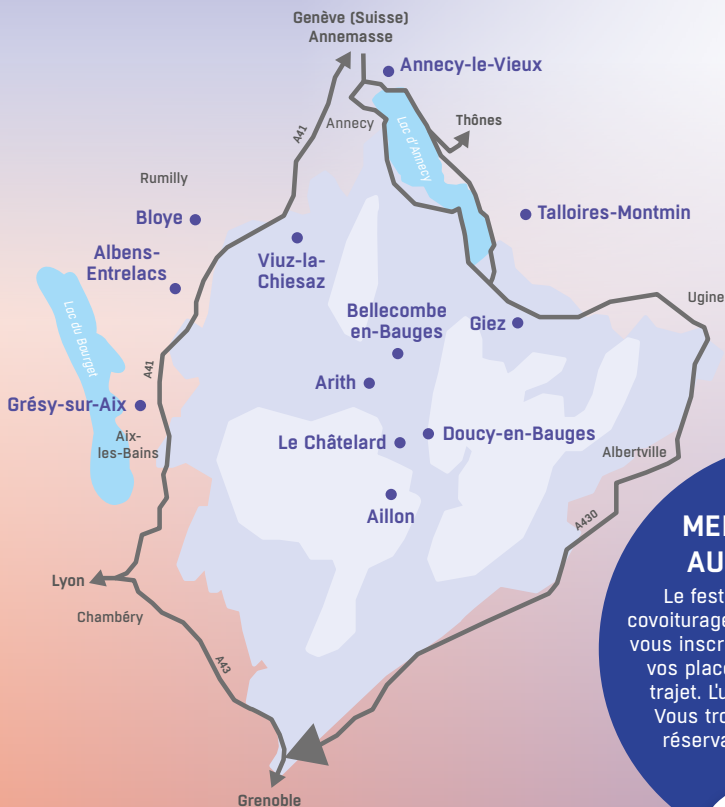 Genève (Suisse)
Annemasse
Annecy-le-Vieux
A41
Annecy
Lac d'Annecy
Thônes
Rumilly
Bloye
Talloires-Montmin
Albens-
Entrelacs
Viuz-la-
Chiesaz
Lac du Bourget
Ugine
Bellecombe
en-Bauges
Giez
A41
Arith
Grésy-sur-Aix
Aix-
les-Bains
Le Châtelard
Doucy-en-Bauges
Albertville
Aillon
A430
Lyon
Chambéry
A43
Grenoble
AU
Le fest
covoiturage
vous inscr
vos plac
trajet. L'u
Vous tro
réserva